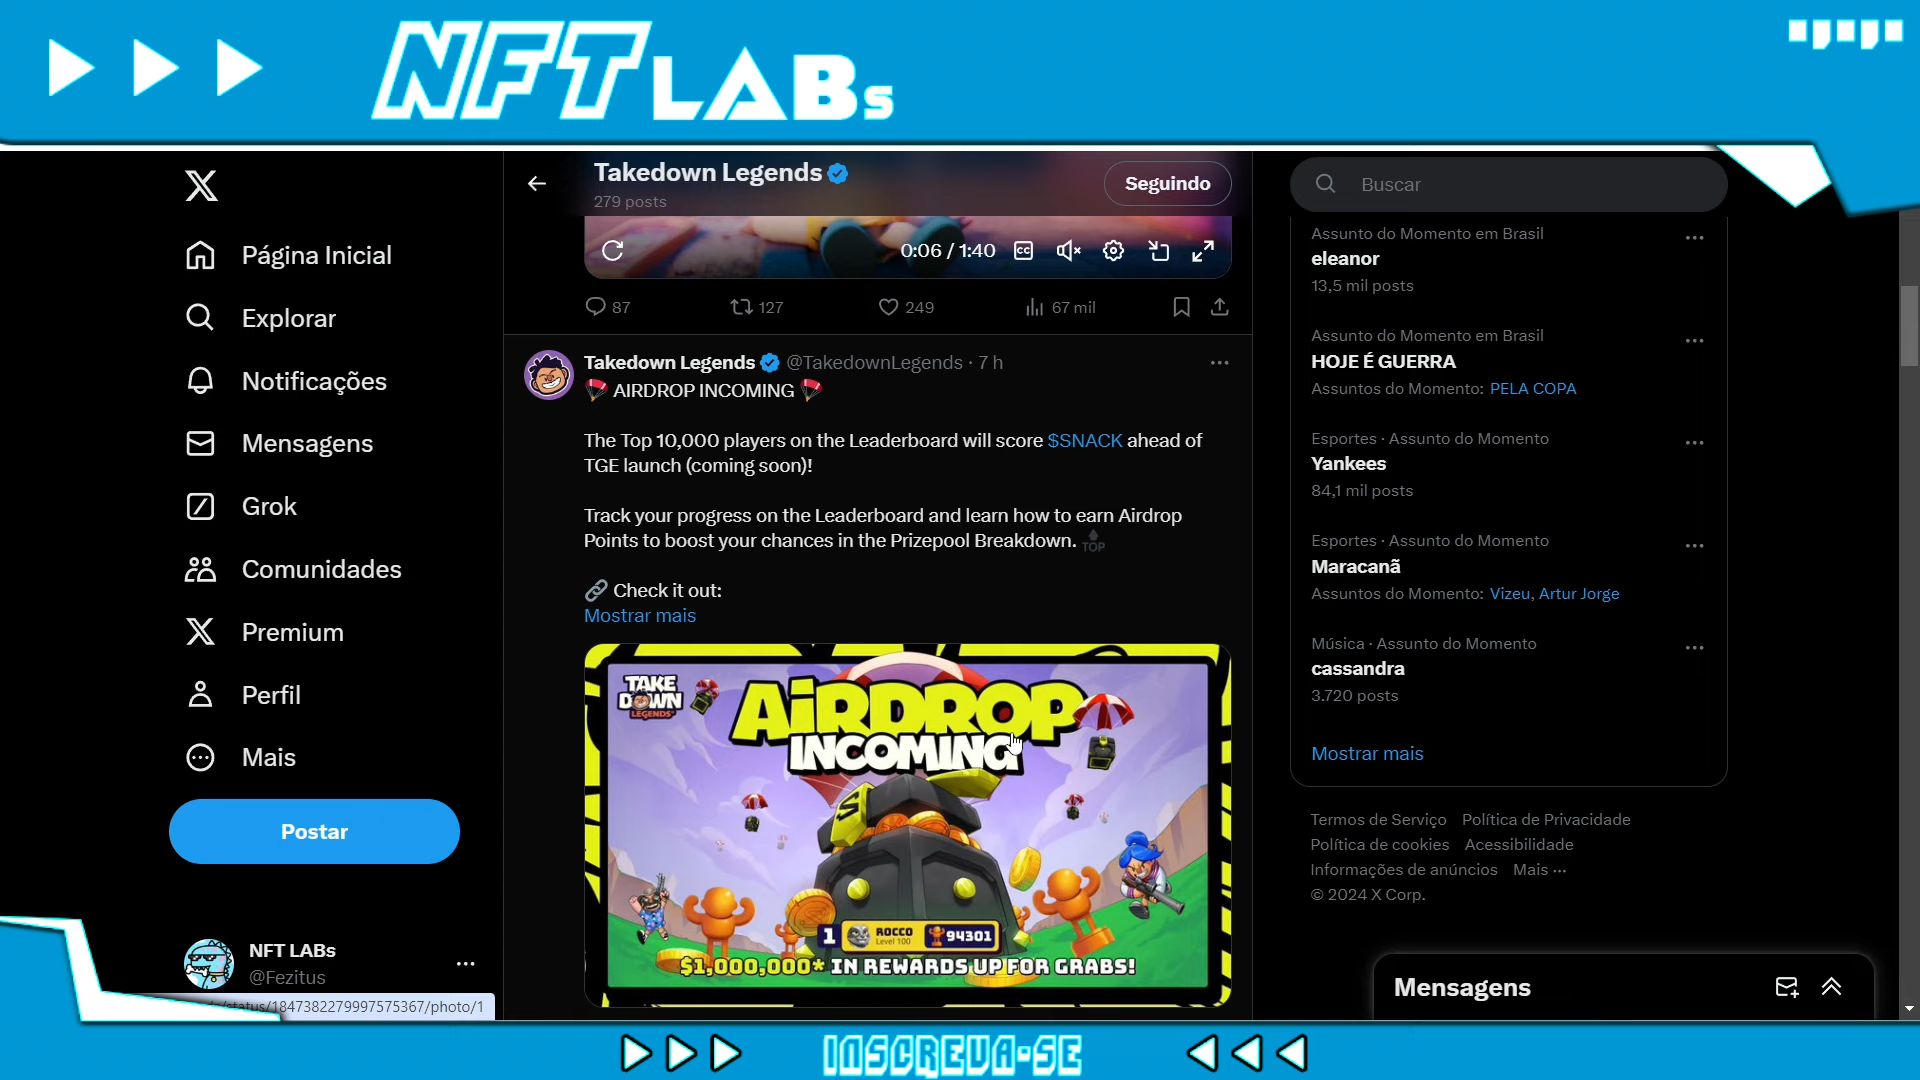 NFT LABs
Takedown Legends
279 posts
Seguindo
Buscar
0:06 / 1:40
CC
87
127
249
67 mil
Página Inicial
Explorar
Notificações
Mensagens
Grok
Comunidades
Premium
Perfil
Mais
Postar
NFT LABs
@Fezitus
status/1847382279997575367/photo/1
Takedown Legends @TakedownLegends · 7 h
AIRDROP INCOMING
The Top 10,000 players on the Leaderboard will score $SNACK ahead of
TGE launch (coming soon)!
Track your progress on the Leaderboard and learn how to earn Airdrop
Points to boost your chances in the Prizepool Breakdown. TOP
Check it out:
Mostrar mais
TAKE
DOWN
LEGENDS
AiRDROP
INCOMING
1 ROCCO
Level 100
94301
$1,000,000* IN REWARDS UP FOR GRABS!
Assunto do Momento em Brasil
eleanor
13,5 mil posts
Assunto do Momento em Brasil
HOJE É GUERRA
Assuntos do Momento: PELA COPA
Esportes · Assunto do Momento
Yankees
84,1 mil posts
Esportes · Assunto do Momento
Maracanã
Assuntos do Momento: Vizeu, Artur Jorge
Música · Assunto do Momento
cassandra
3.720 posts
Mostrar mais
Termos de Serviço Política de Privacidade
Política de cookies Acessibilidade
Informações de anúncios Mais ···
© 2024 X Corp.
Mensagens
INSCREVA-SE